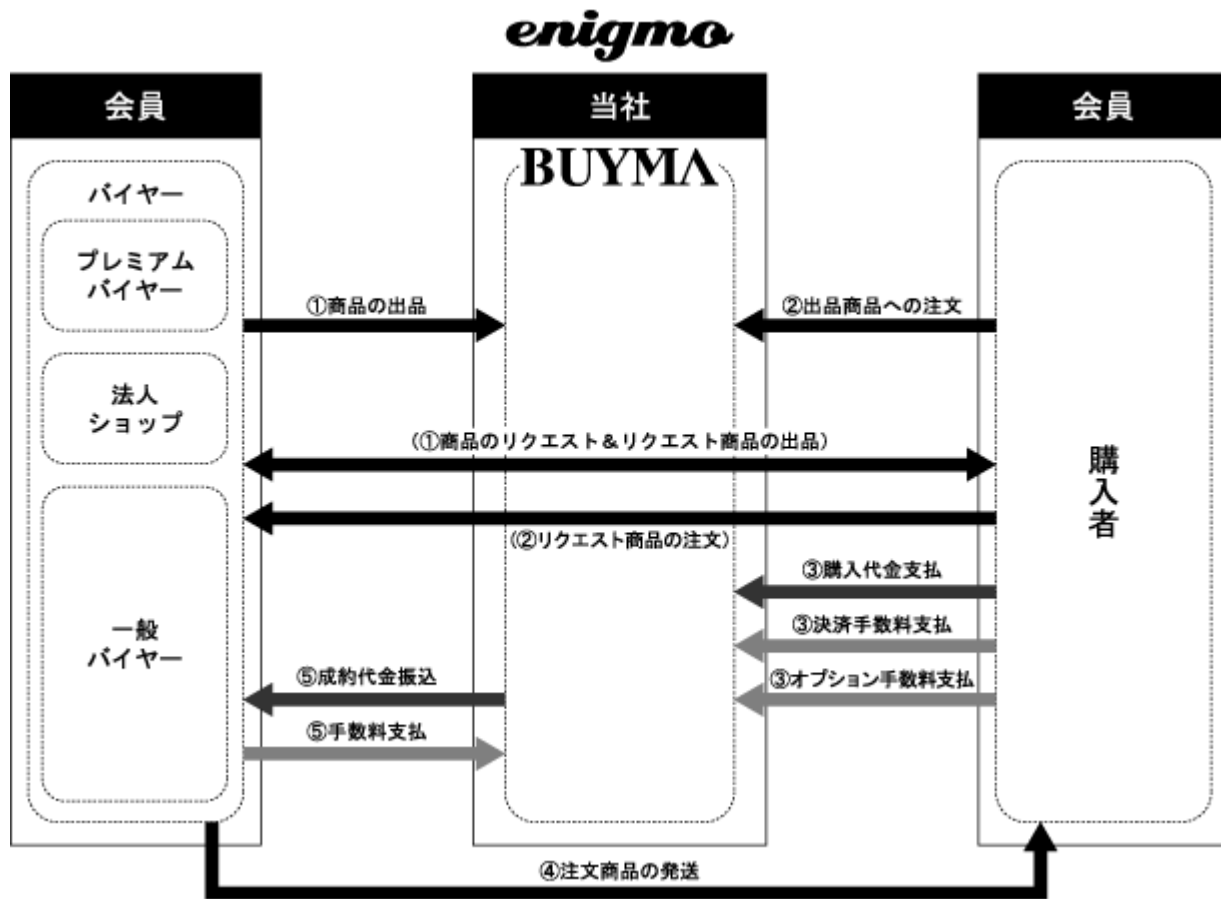 enigmo
会員
当社
会員
BUYMA
バイヤー
プレミアム
バイヤー
①商品の出品
②出品商品への注文
法人
ショップ
(①商品のリクエスト＆リクエスト商品の出品)
購入者
(②リクエスト商品の注文)
③購入代金支払
一般
バイヤー
③決済手数料支払
⑤成約代金振込
③オプション手数料支払
⑤手数料支払
④注文商品の発送